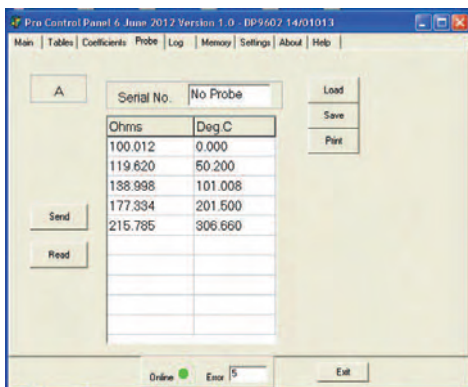 Pro Control Panel 6 June 2012 Version 1.0 - DP9602 14/01013
Main Tables Coefficients Probe Log Memory Settings About Help
A
Serial No. No Probe
Ohms Deg.C
100.012 0.000
119.620 50.200
138.998 101.008
177.334 201.500
215.785 306.660
Send
Read
Load
Save
Print
Online Error 5
Exit